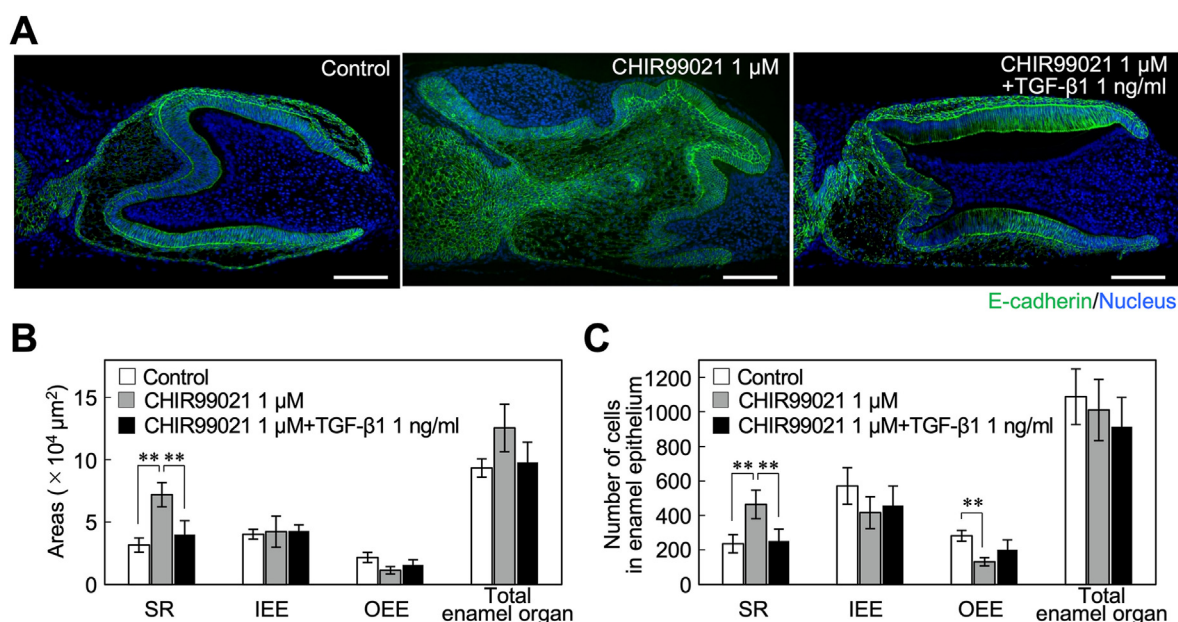 A
Control
CHIR99021 1 μM
CHIR99021 1 μM
+TGF-β1 1 ng/ml
E-cadherin/Nucleus
B
Areas (×10⁴ μm²)
15
10
5
0
Control
CHIR99021 1 μM
CHIR99021 1 μM+TGF-β1 1 ng/ml
** **
SR
IEE
OEE
Total
enamel organ
C
Number of cells
in enamel epithelium
1200
1000
800
600
400
200
0
Control
CHIR99021 1 μM
CHIR99021 1 μM+TGF-β1 1 ng/ml
** **
**
SR
IEE
OEE
Total
enamel organ